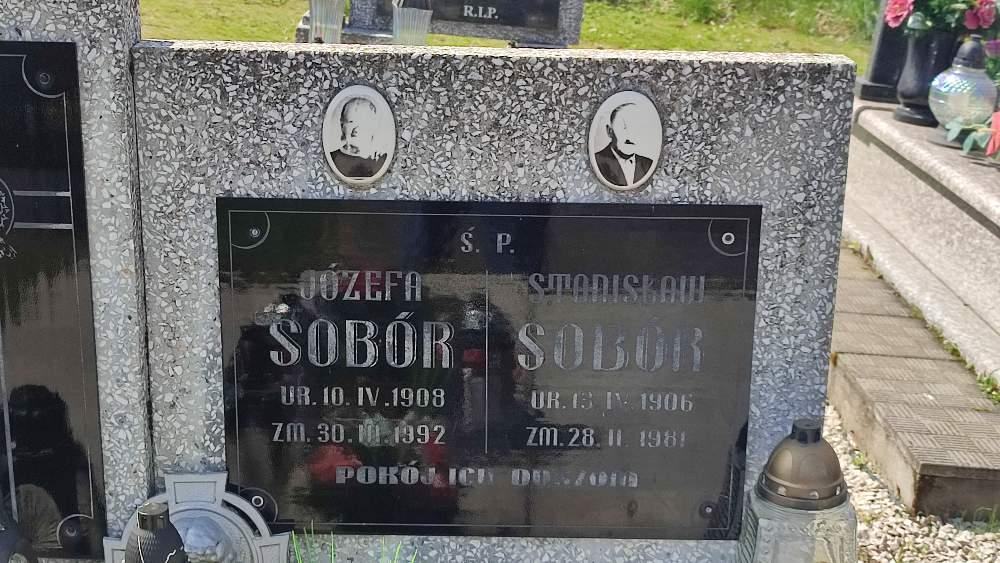 R.I.P.
Ś. P.
JÓZEFA
SOBÓR
UR. 10. IV. 1908
ZM. 30. III. 1992
STANISŁAW
SOBÓR
UR. 13 IV. 1906
ZM. 28. II. 1981
POKÓJ ICH DUSZOM